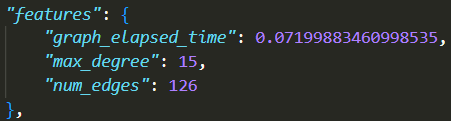 "features": {
"graph_elapsed_time": 0.07199883460998535,
"max_degree": 15,
"num_edges": 126
},